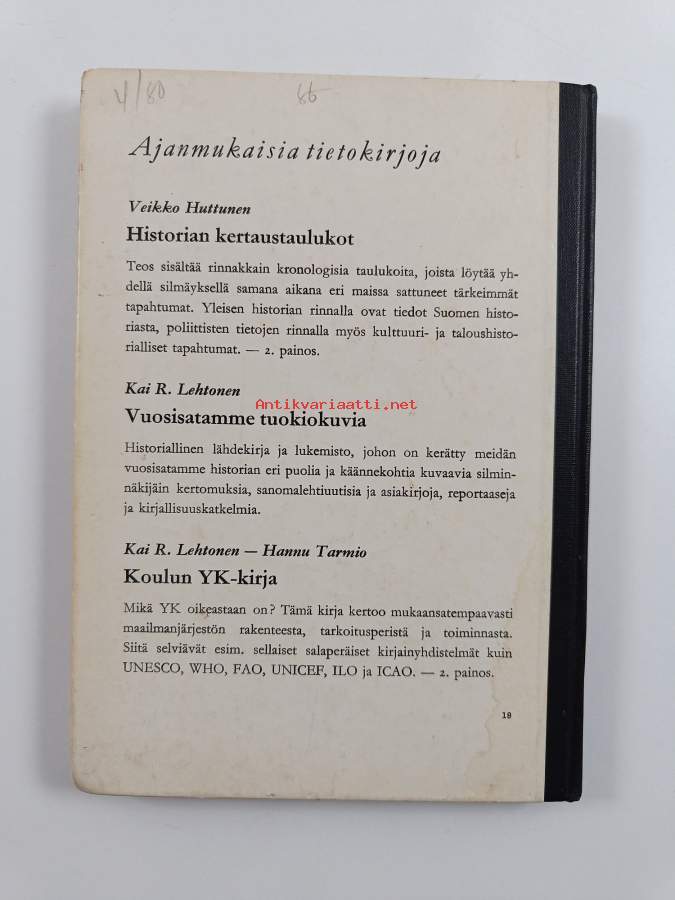 4/80 86
Ajanmukaisia tietokirjoja
Veikko Huttunen
Historian kertaustaulukot
Teos sisältää rinnakkain kronologisia taulukoita, joista löytää yh-
dellä silmäyksellä samana aikana eri maissa sattuneet tärkeimmät
tapahtumat. Yleisen historian rinnalla ovat tiedot Suomen histo-
riasta, poliittisten tietojen rinnalla myös kulttuuri- ja taloushisto-
rialliset tapahtumat. — 2. painos.
Kai R. Lehtonen
Antikvariaatti.net
Vuosisatamme tuokiokuvia
Historiallinen lähdekirja ja lukemisto, johon on kerätty meidän
vuosisatamme historian eri puolia ja käännekohtia kuvaavia silmin-
näkijäin kertomuksia, sanomalehtiuutisia ja asiakirjoja, reportaaseja
ja kirjallisuuskatkelmia.
Kai R. Lehtonen — Hannu Tarmio
Koulun YK-kirja
Mikä YK oikeastaan on? Tämä kirja kertoo mukaansatempaavasti
maailmanjärjestön rakenteesta, tarkoitusperistä ja toiminnasta.
Siitä selviävät esim. sellaiset salaperäiset kirjainyhdistelmät kuin
UNESCO, WHO, FAO, UNICEF, ILO ja ICAO. — 2. painos.
18